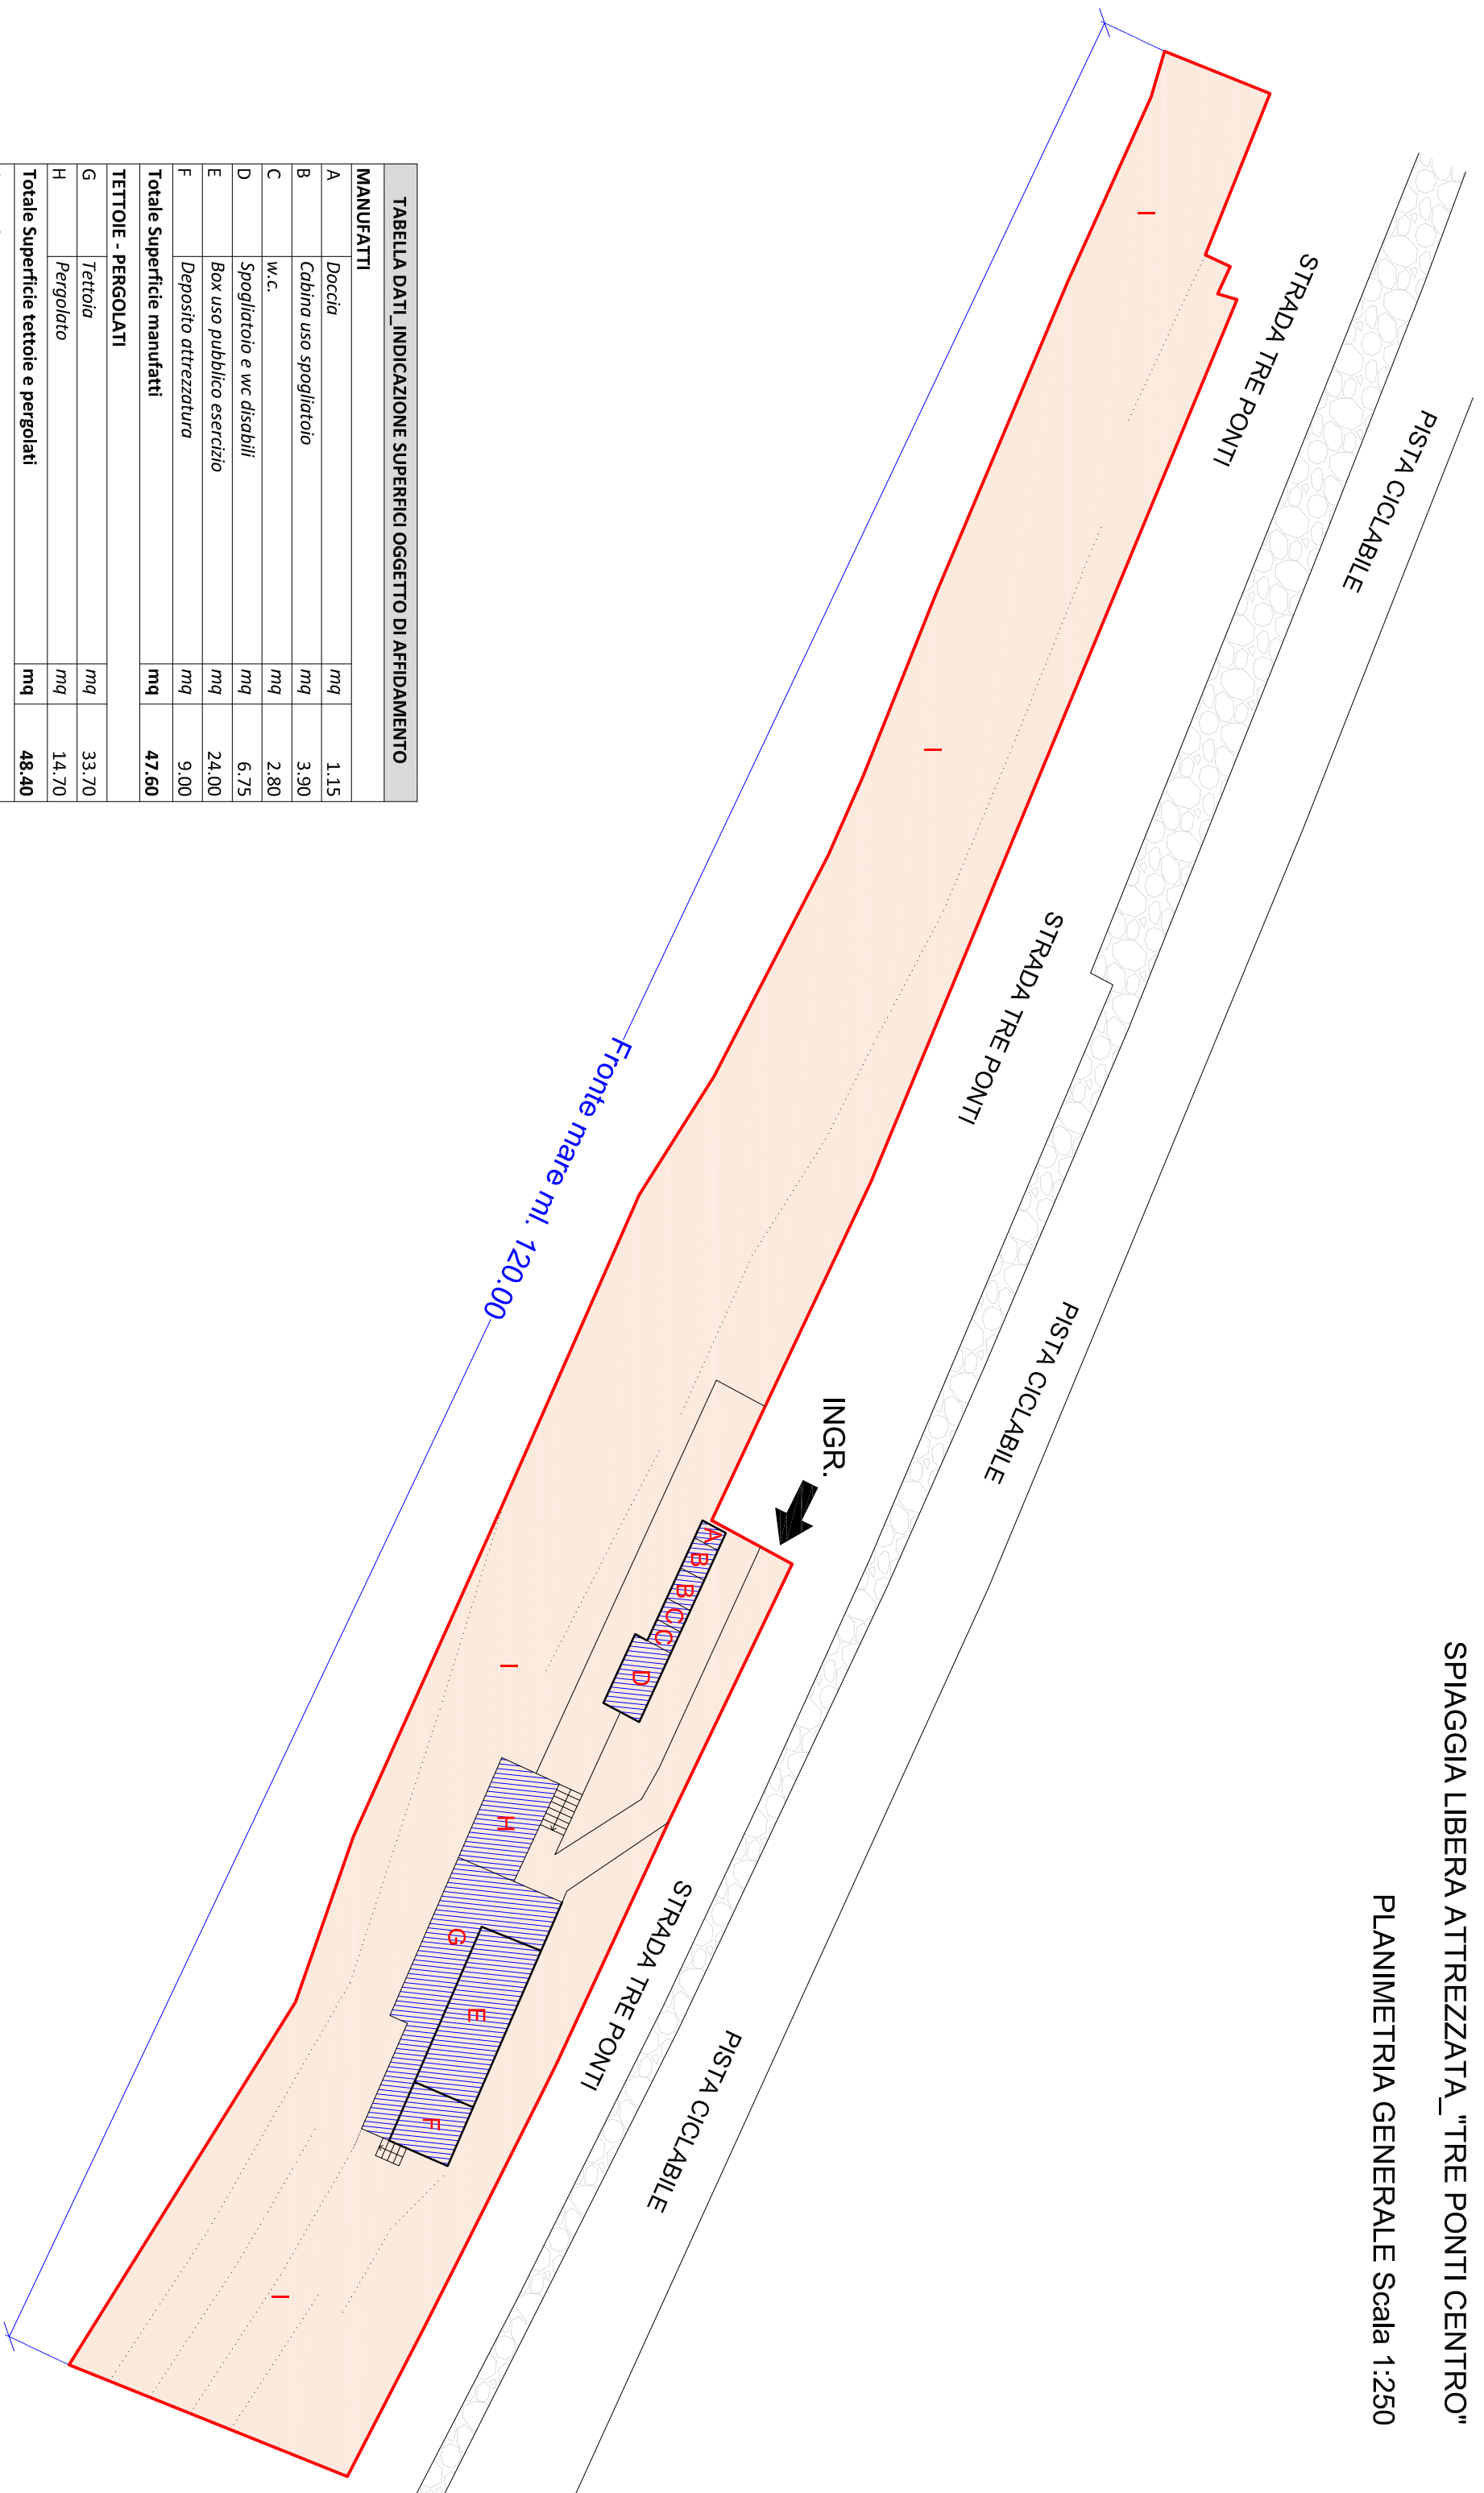 SPIAGGIA LIBERA ATTREZZATA_"TRE PONTI CENTRO"
PLANIMETRIA GENERALE Scala 1:250
PISTA CICLABILE
STRADA TRE PONTI
I
PISTA CICLABILE
STRADA TRE PONTI
I
INGR.
A
B
B
C
C
D
PISTA CICLABILE
STRADA TRE PONTI
I
H
G
E
F
I
Fronte mare ml. 120.00
TABELLA DATI_INDICAZIONE SUPERFICI OGGETTO DI AFFIDAMENTO
MANUFATTI
A Doccia mq 1.15
B Cabina uso spogliatoio mq 3.90
C w.c. mq 2.80
D Spogliatoio e wc disabili mq 6.75
E Box uso pubblico esercizio mq 24.00
F Deposito attrezzatura mq 9.00
Totale Superficie manufatti mq 47.60
TETTOIE - PERGOLATI
G Tettoia mq 33.70
H Pergolato mq 14.70
Totale Superficie tettoie e pergolati mq 48.40